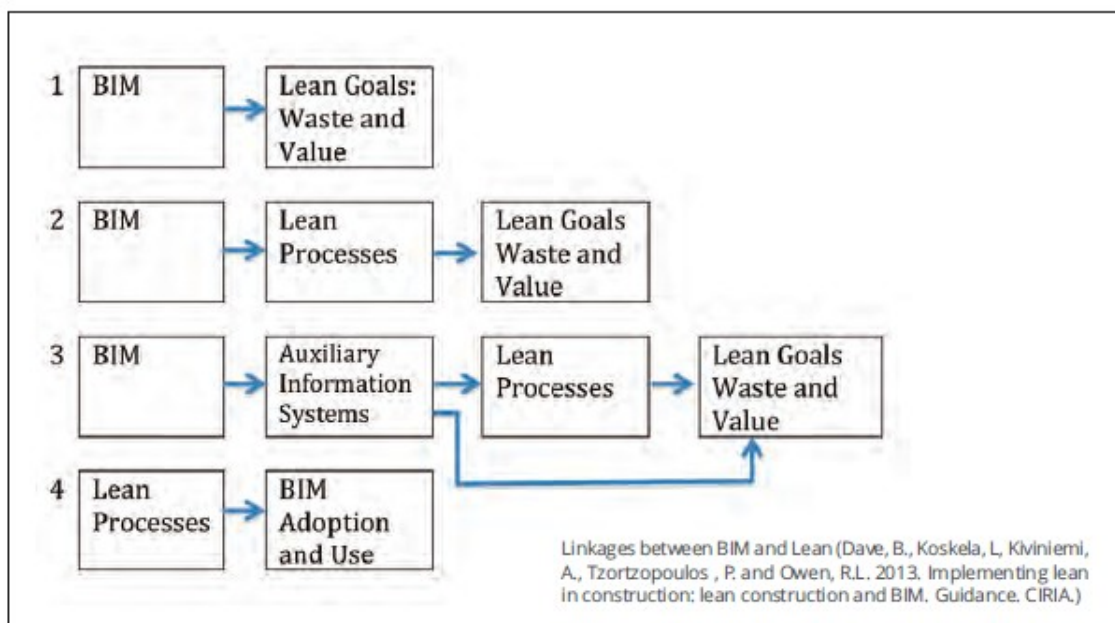 1 BIM
Lean Goals:
Waste and
Value
2 BIM
Lean
Processes
Lean Goals
Waste and
Value
3 BIM
Auxiliary
Information
Systems
Lean
Processes
Lean Goals
Waste and
Value
4 Lean
Processes
BIM
Adoption
and Use
Linkages between BIM and Lean (Dave, B., Koskela, L, Kiviniemi,
A., Tzortzopoulos , P. and Owen, R.L. 2013. Implementing lean
in construction: lean construction and BIM. Guidance. CIRIA.)